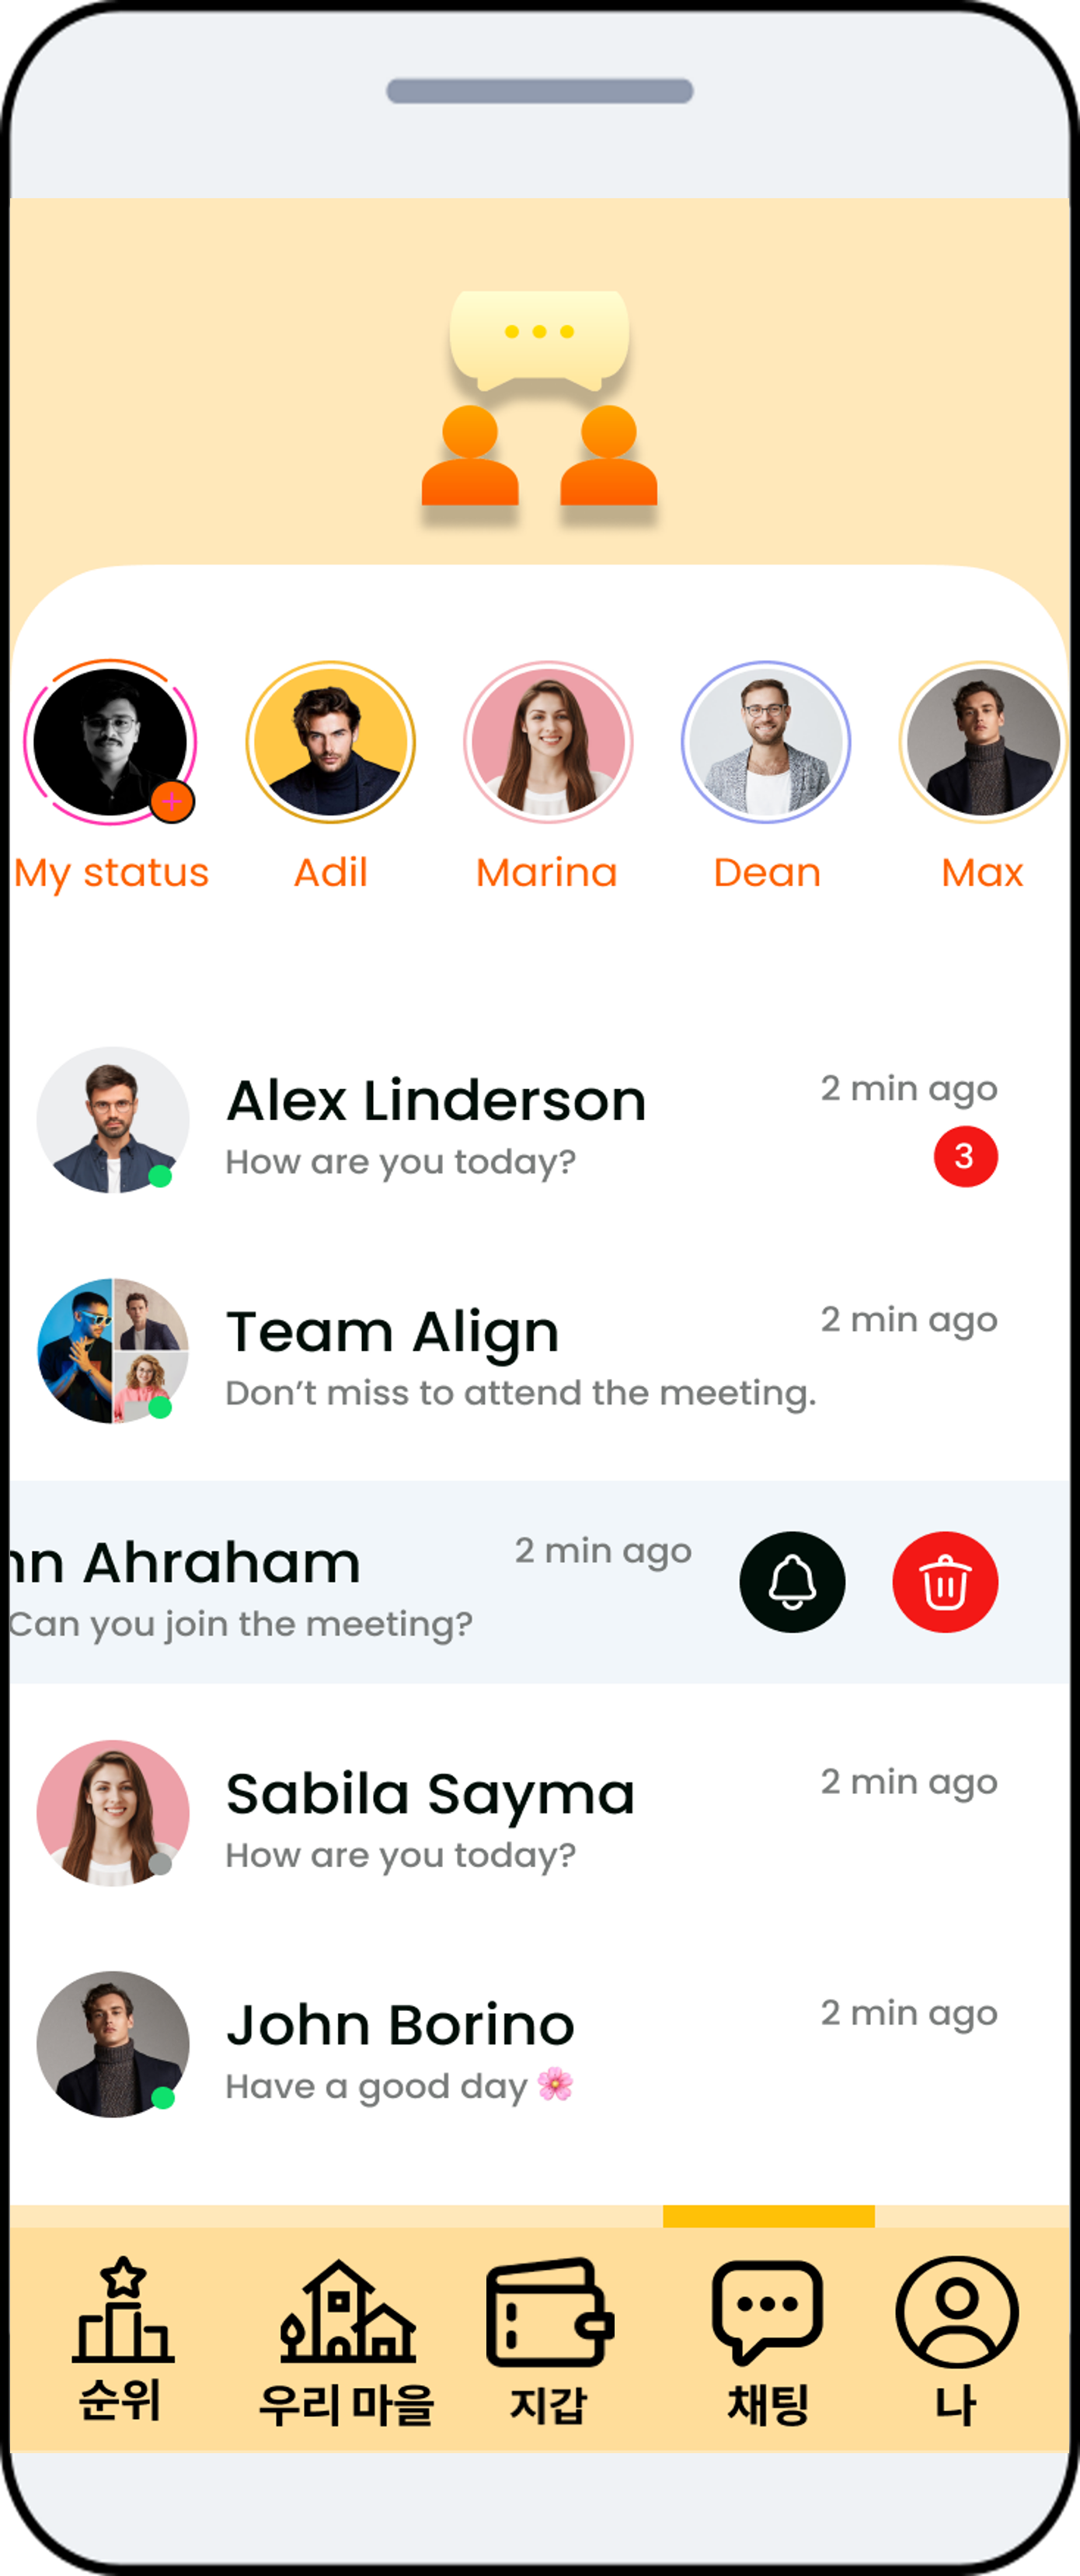 My status
Adil
Marina
Dean
Max
Alex Linderson
2 min ago
How are you today?
3
Team Align
2 min ago
Don’t miss to attend the meeting.
Ahraham
2 min ago
Can you join the meeting?
Sabila Sayma
2 min ago
How are you today?
John Borino
2 min ago
Have a good day 🌸
순위
우리 마을
지갑
채팅
나